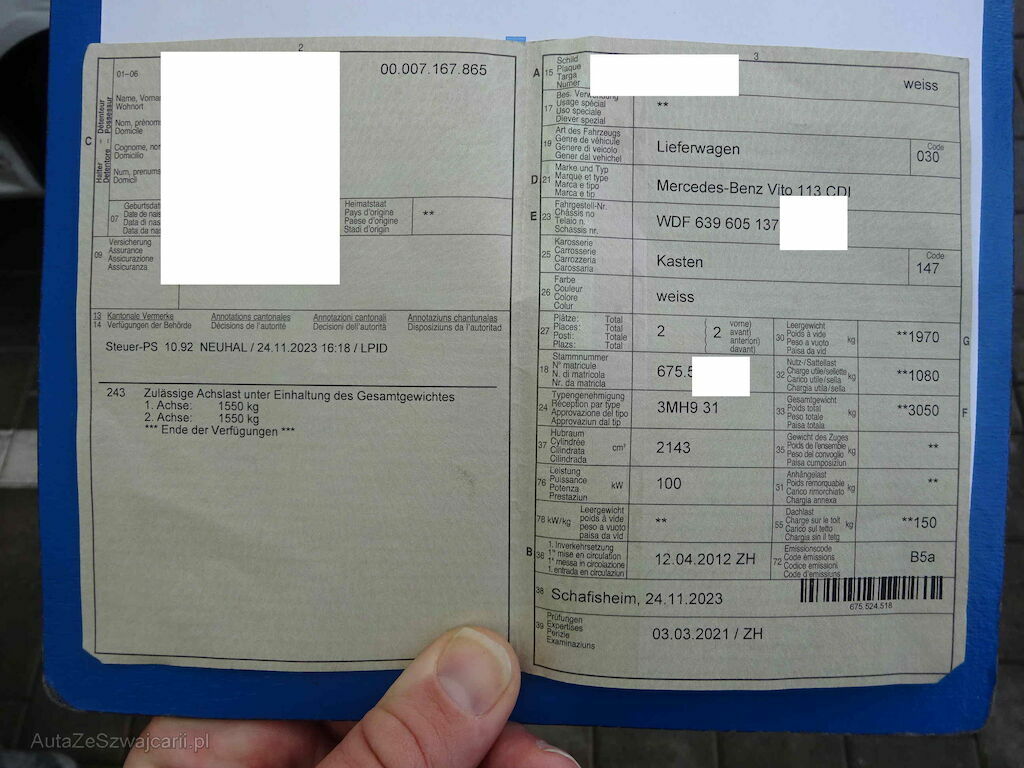 2
01–06
00.007.167.865
C
Halter – Détenteur
Detentore – Possessur
Name, Vorna
Wohnort
Nom, prénoms
Domicile
Cognome, nor
Domicilio
Num, prenums
Domicil
07
Geburtsdat
Date de nais
Data di nasc
Data da nas
Heimatstaat
Pays d'origine
Paese d'origine
Stadi d'origin
**
09
Versicherung
Assurance
Assicurazione
Assicuranza
13 Kantonale Vermerke Annotations cantonales Annotazioni cantonali Annotaziuns chantunalas
14 Verfügungen der Behörde Décisions de l'autorité Decisioni dell'autorità Disposiziuns da l'autoritad
Steuer-PS 10.92 NEUHAL / 24.11.2023 16:18 / LPID
243 Zulässige Achslast unter Einhaltung des Gesamtgewichtes
1. Achse: 1550 kg
2. Achse: 1550 kg
*** Ende der Verfügungen ***
3
A 15
Schild
Plaque
Targa
Numer
weiss
17
Bes. Verwendung
Usage spécial
Uso speciale
Diever spezial
**
19
Art des Fahrzeugs
Genre de véhicule
Genere di veicolo
Gener dal vehichel
Lieferwagen
Code
030
D 21
Marke und Typ
Marque et type
Marca e tipo
Marca e tip
Mercedes-Benz Vito 113 CDI
E 23
Fahrgestell-Nr.
Châssis no
Telaio n.
Schassis nr.
WDF 639 605 137
25
Karosserie
Carrosserie
Carrozzeria
Carossaria
Kasten
Code
147
26
Farbe
Couleur
Colore
Colur
weiss
27
Plätze: Total
Places: Total
Posti: Totale
Plazs: Total
2
2
vorne)
avant)
anteriori)
davant)
30
Leergewicht
Poids à vide
Peso a vuoto
Paisa da vid
kg
**1970
G
18
Stammnummer
N° matricule
N. di matricola
Nr. da matricla
675.5
32
Nutz-/Sattellast
Charge utile/sellette
Carico utile/sella
Chargia utila/sella
kg
**1080
24
Typengenehmigung
Réception par type
Approvazione del tipo
Approvaziun dal tip
3MH9 31
33
Gesamtgewicht
Poids total
Peso totale
Paisa totala
kg
**3050
F
37
Hubraum
Cylindrée
Cilindrata
Cilindrada
cm³
2143
35
Gewicht des Zuges
Poids de l'ensemble
Peso del convoglio
Paisa cumposiziun
kg
**
76
Leistung
Puissance
Potenza
Prestaziun
kW
100
31
Anhängelast
Poids remorquable
Carico rimorchiato
Chargia annexa
kg
**
78 kW/kg
Leergewicht
poids à vide
peso a vuoto
paisa da vid
**
55
Dachlast
Charge sur le toit
Carico sul tetto
Chargia sin il tetg
kg
**150
B 36
1. Inverkehrsetzung
1re mise en circulation
1a messa in circolazione
1. entrada en circulaziun
12.04.2012 ZH
72
Emissionscode
Code émissions
Codice emissioni
Code d'emissiuns
B5a
38 Schafisheim, 24.11.2023
675.524.518
39
Prüfungen
Expertises
Perizie
Examinaziuns
03.03.2021 / ZH
AutaZeSzwajcarii.pl